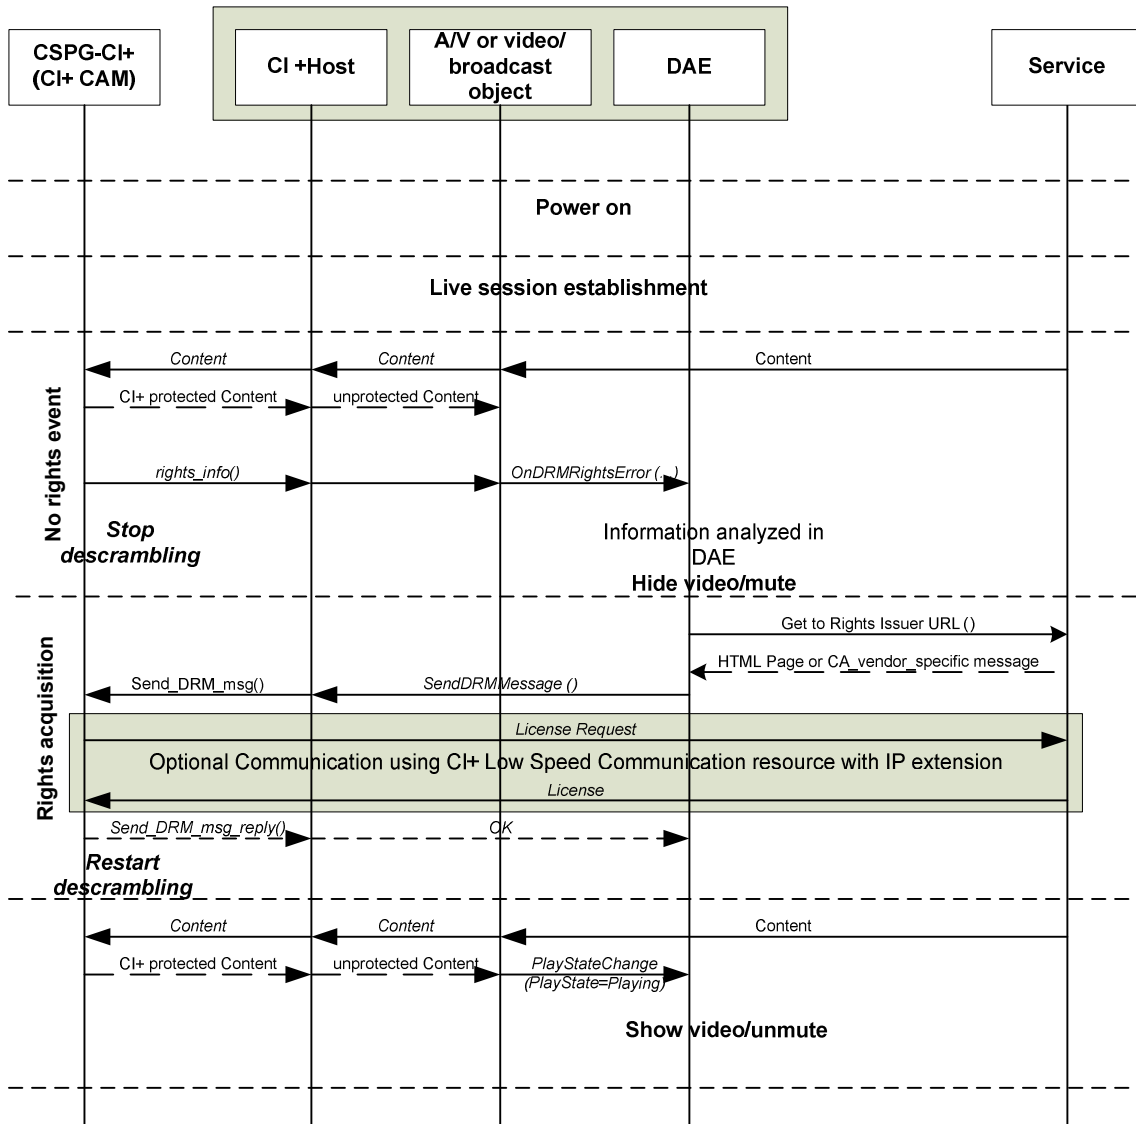 CSPG-CI+
(CI+ CAM)
CI +Host
A/V or video/
broadcast
object
DAE
Service
Power on
Live session establishment
No rights event
Content
Content
Content
CI+ protected Content
unprotected Content
rights_info()
OnDRMRightsError (...)
Stop
descrambling
Information analyzed in
DAE
Hide video/mute
Rights acquisition
Get to Rights Issuer URL ()
HTML Page or CA_vendor_specific message
Send_DRM_msg()
SendDRMMessage ()
License Request
Optional Communication using CI+ Low Speed Communication resource with IP extension
License
Send_DRM_msg_reply()
OK
Restart
descrambling
Content
Content
Content
CI+ protected Content
unprotected Content
PlayStateChange
(PlayState=Playing)
Show video/unmute